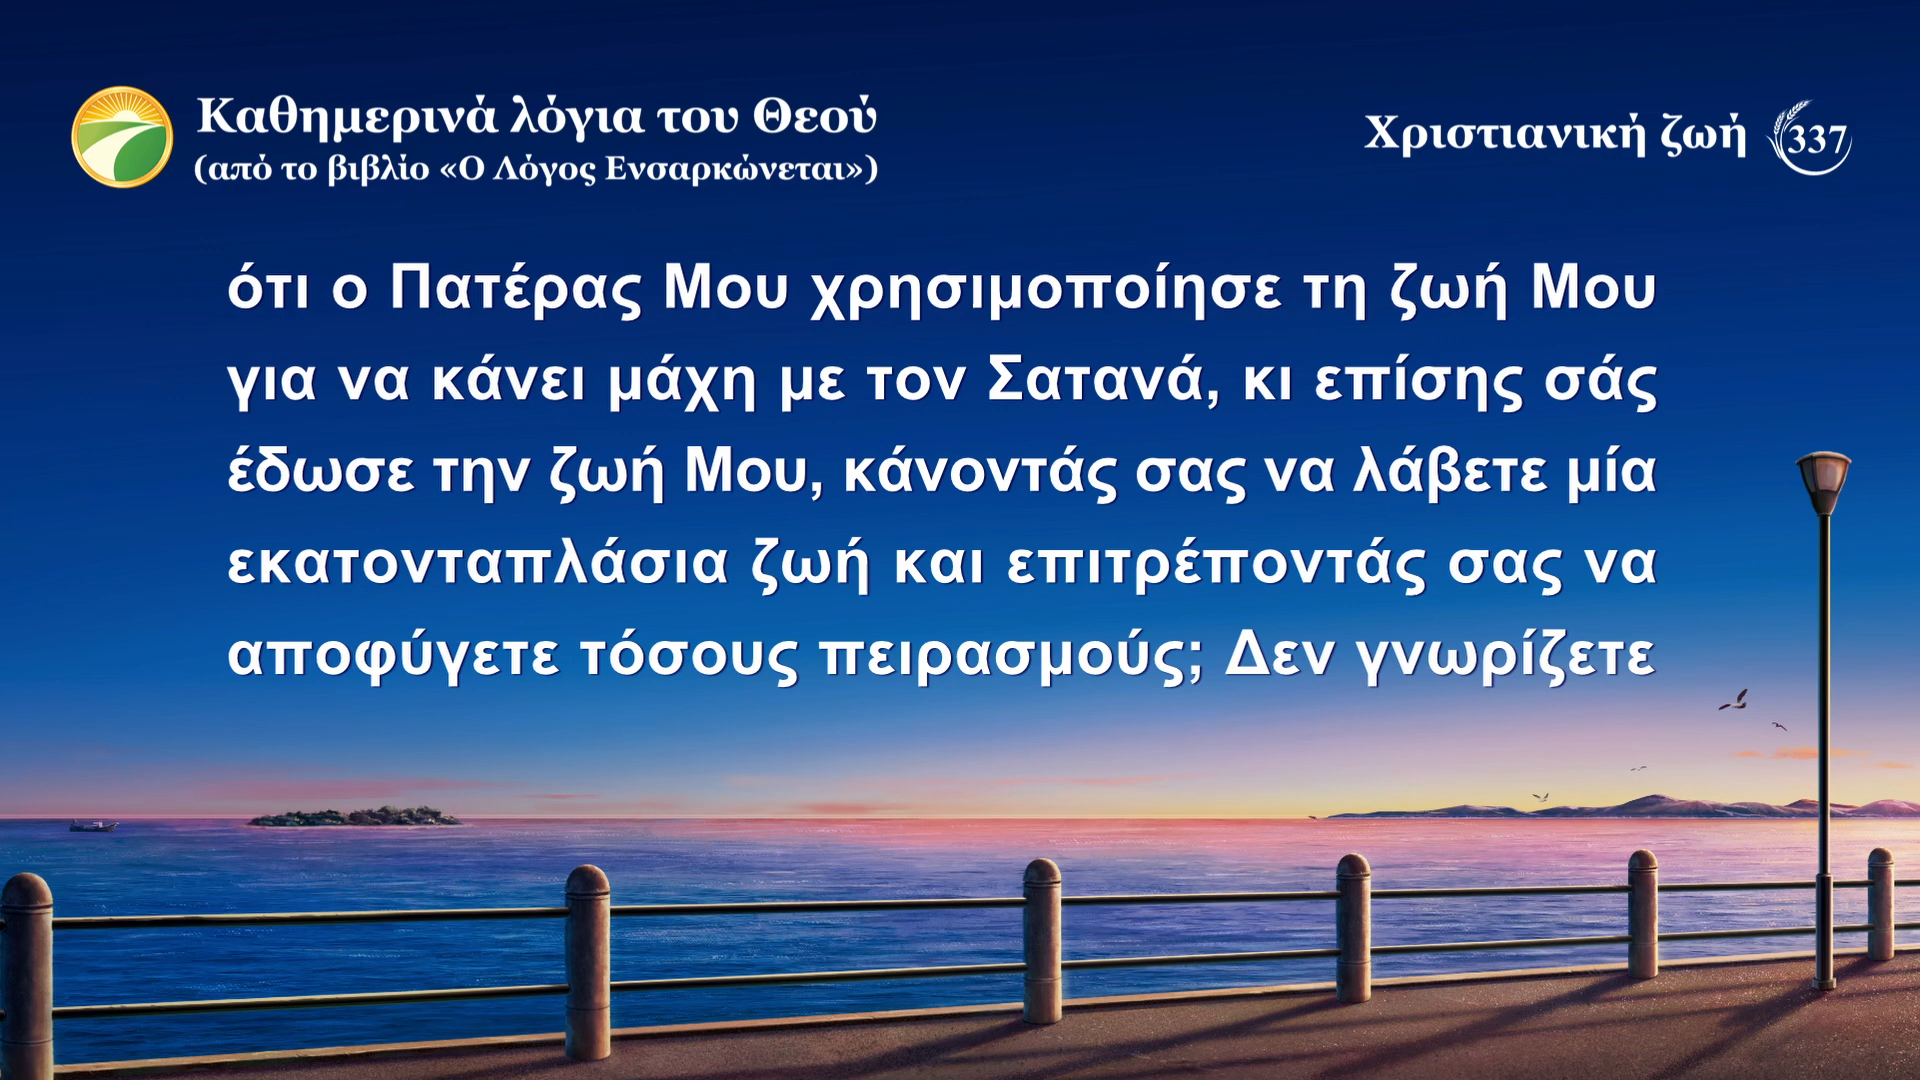 Καθημερινά λόγια του Θεού
(από το βιβλίο «Ο Λόγος Ενσαρκώνεται»)
Χριστιανική ζωή 337
ότι ο Πατέρας Μου χρησιμοποίησε τη ζωή Μου
για να κάνει μάχη με τον Σατανά, κι επίσης σάς
έδωσε την ζωή Μου, κάνοντάς σας να λάβετε μία
εκατονταπλάσια ζωή και επιτρέποντάς σας να
αποφύγετε τόσους πειρασμούς; Δεν γνωρίζετε